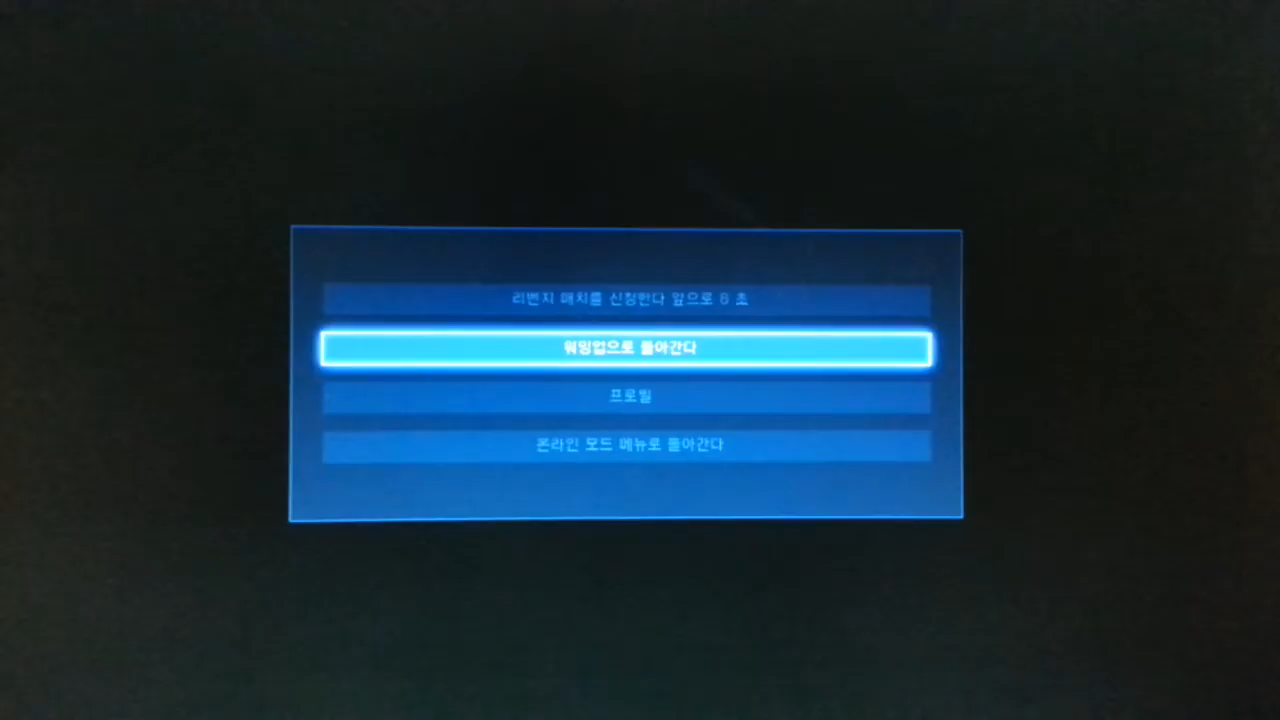 리벤지 매치를 신청한다 앞으로 8 초
워밍업으로 돌아간다
프로필
온라인 모드 메뉴로 돌아간다